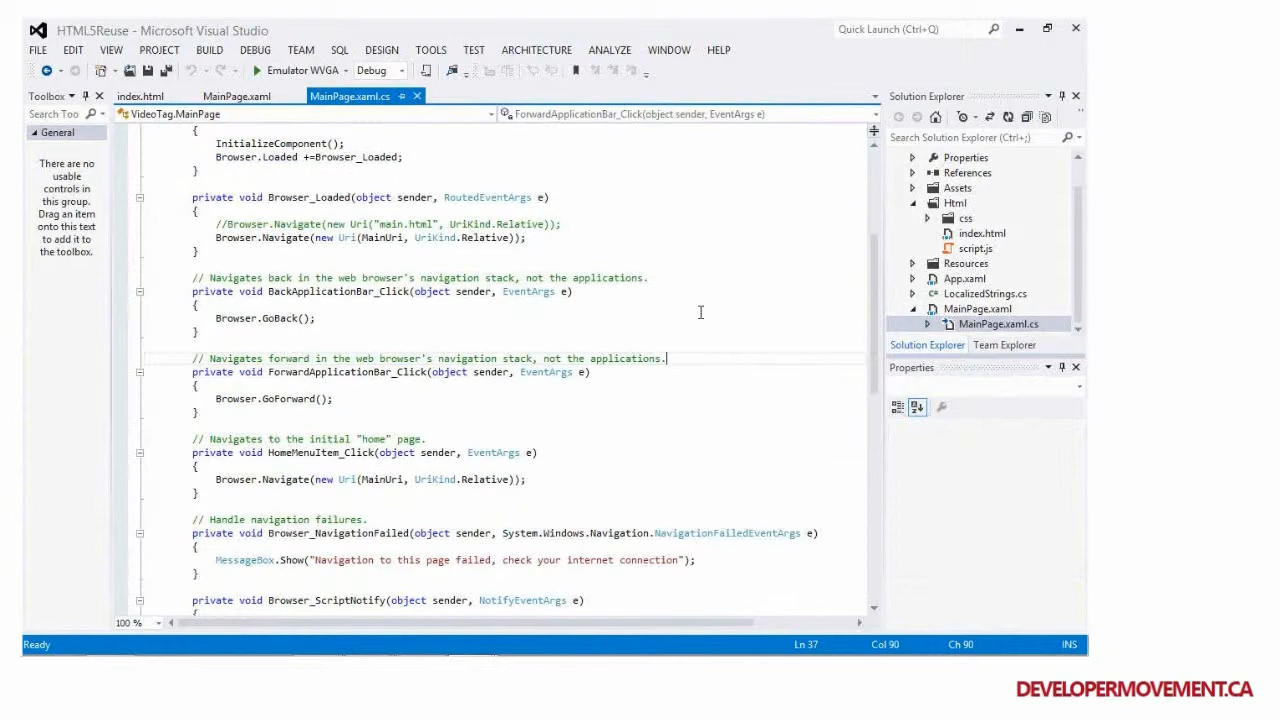 HTML5Reuse - Microsoft Visual Studio
Quick Launch (Ctrl+Q)
FILE EDIT VIEW PROJECT BUILD DEBUG TEAM SQL DESIGN TOOLS TEST ARCHITECTURE ANALYZE WINDOW HELP
Emulator WVGA Debug
Toolbox
index.html MainPage.xaml MainPage.xaml.cs
Solution Explorer
Search Too
VideoTag.MainPage
ForwardApplicationBar_Click(object sender, EventArgs e)
General
There are no
usable
controls in
this group.
Drag an item
onto this text
to add it to
the toolbox.
{
InitializeComponent();
Browser.Loaded +=Browser_Loaded;
}
private void Browser_Loaded(object sender, RoutedEventArgs e)
{
//Browser.Navigate(new Uri("main.html", UriKind.Relative));
Browser.Navigate(new Uri(MainUri, UriKind.Relative));
}
// Navigates back in the web browser's navigation stack, not the applications.
private void BackApplicationBar_Click(object sender, EventArgs e)
{
Browser.GoBack();
}
// Navigates forward in the web browser's navigation stack, not the applications.
private void ForwardApplicationBar_Click(object sender, EventArgs e)
{
Browser.GoForward();
}
// Navigates to the initial "home" page.
private void HomeMenuItem_Click(object sender, EventArgs e)
{
Browser.Navigate(new Uri(MainUri, UriKind.Relative));
}
// Handle navigation failures.
private void Browser_NavigationFailed(object sender, System.Windows.Navigation.NavigationFailedEventArgs e)
{
MessageBox.Show("Navigation to this page failed, check your internet connection");
}
private void Browser_ScriptNotify(object sender, NotifyEventArgs e)
{
100 %
Search Solution Explorer (Ctrl+;)
Properties
References
Assets
Html
css
index.html
script.js
Resources
App.xaml
LocalizedStrings.cs
MainPage.xaml
MainPage.xaml.cs
Solution Explorer Team Explorer
Properties
Ready Ln 37 Col 90 Ch 90 INS
DEVELOPERMOVEMENT.CA